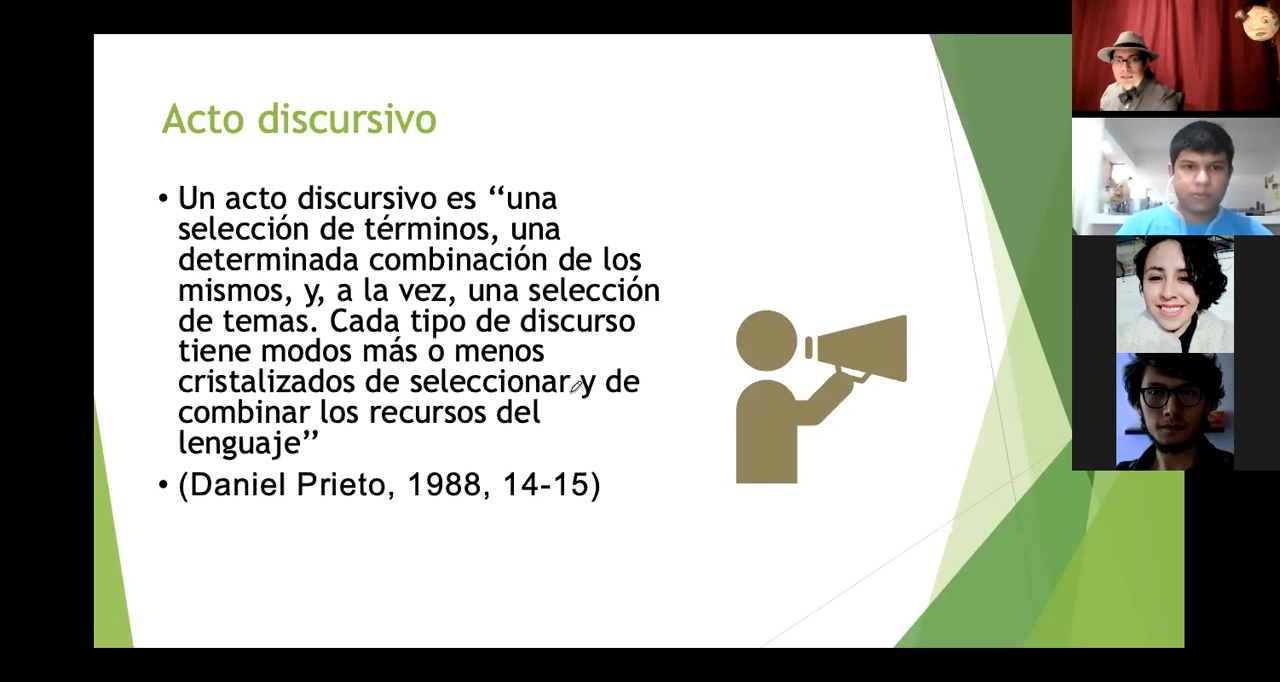 Acto discursivo
• Un acto discursivo es “una
selección de términos, una
determinada combinación de los
mismos, y, a la vez, una selección
de temas. Cada tipo de discurso
tiene modos más o menos
cristalizados de seleccionar y de
combinar los recursos del
lenguaje”
• (Daniel Prieto, 1988, 14-15)